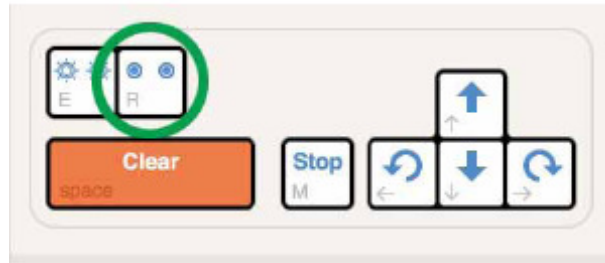 E R
Clear
space
Stop
M
↑
← ↓ →